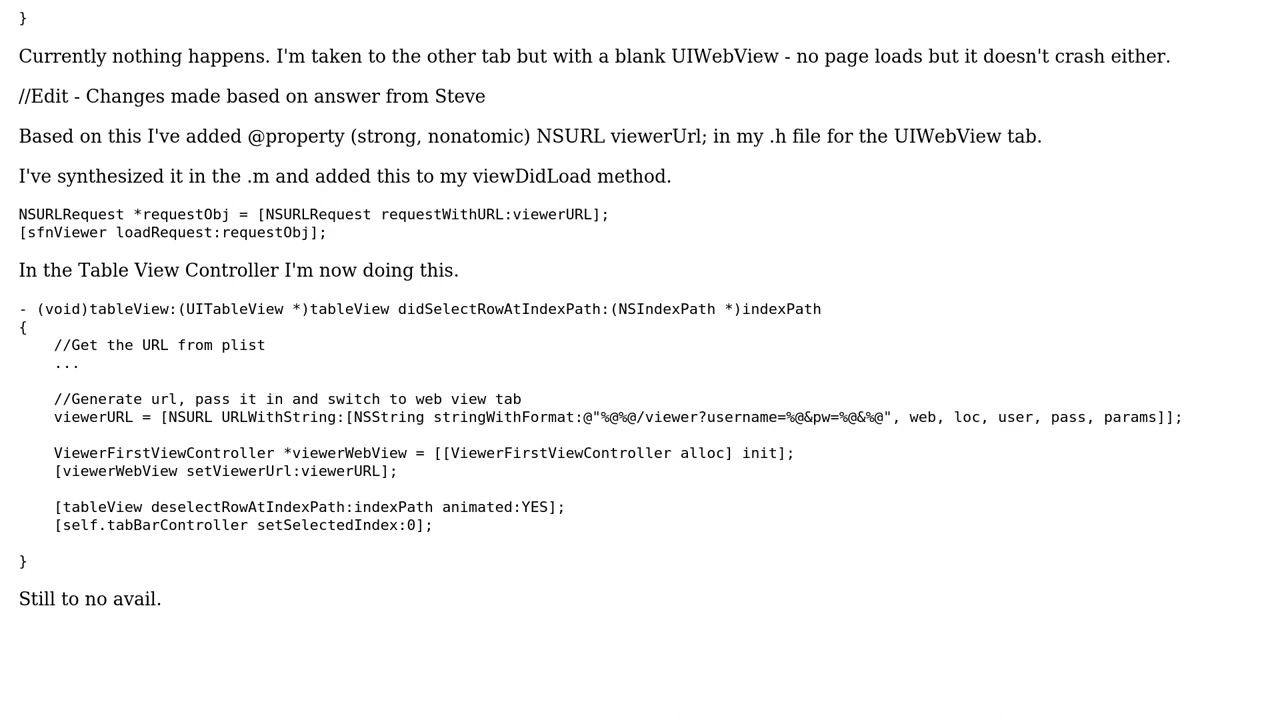 }
Currently nothing happens. I'm taken to the other tab but with a blank UIWebView - no page loads but it doesn't crash either.
//Edit - Changes made based on answer from Steve
Based on this I've added @property (strong, nonatomic) NSURL viewerUrl; in my .h file for the UIWebView tab.
I've synthesized it in the .m and added this to my viewDidLoad method.
NSURLRequest *requestObj = [NSURLRequest requestWithURL:viewerURL];
[sfnViewer loadRequest:requestObj];
In the Table View Controller I'm now doing this.
- (void)tableView:(UITableView *)tableView didSelectRowAtIndexPath:(NSIndexPath *)indexPath
{
    //Get the URL from plist
    ...
    //Generate url, pass it in and switch to web view tab
    viewerURL = [NSURL URLWithString:[NSString stringWithFormat:@"%@%@/viewer?username=%@&pw=%@&%@", web, loc, user, pass, params]];
    ViewerFirstViewController *viewerWebView = [[ViewerFirstViewController alloc] init];
    [viewerWebView setViewerUrl:viewerURL];
    [tableView deselectRowAtIndexPath:indexPath animated:YES];
    [self.tabBarController setSelectedIndex:0];
}
Still to no avail.